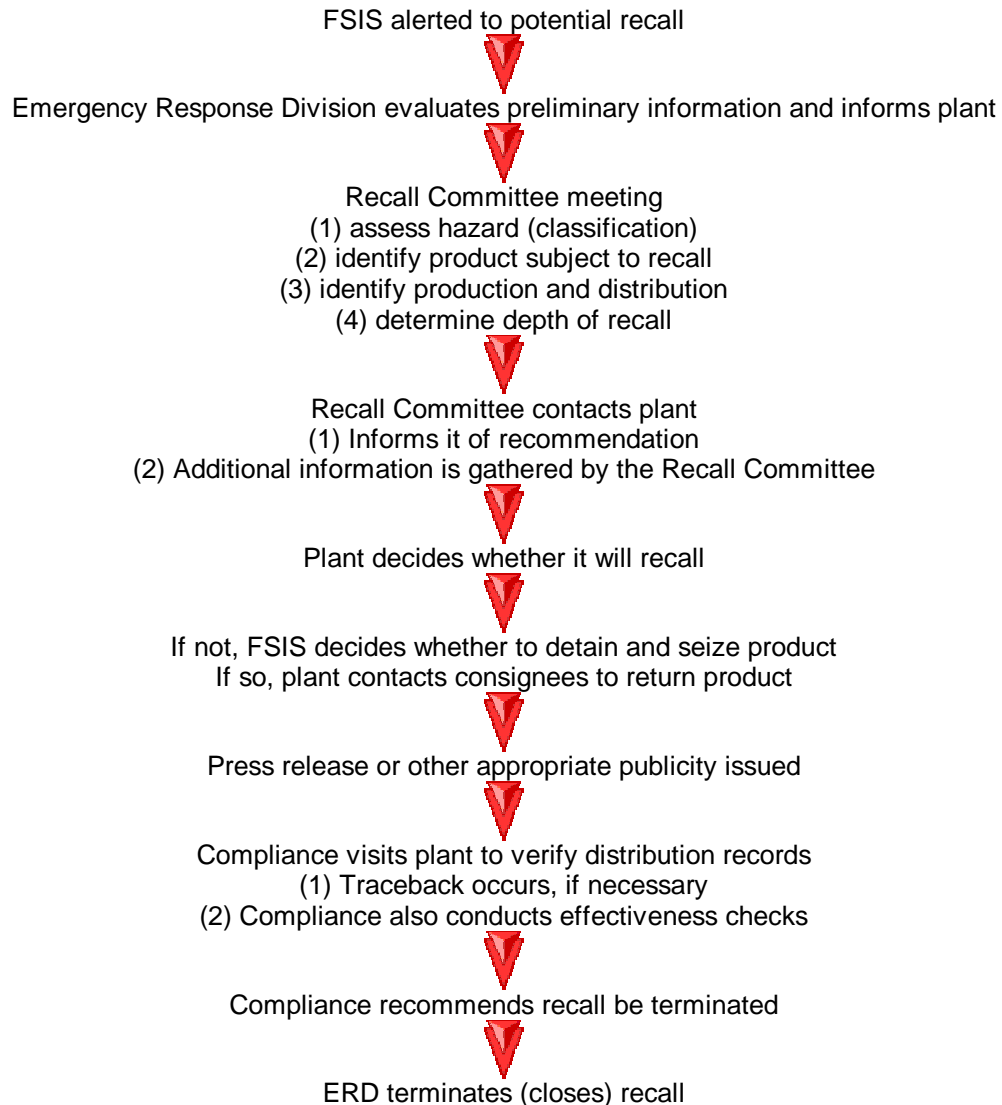 FSIS alerted to potential recall
Emergency Response Division evaluates preliminary information and informs plant
Recall Committee meeting
(1) assess hazard (classification)
(2) identify product subject to recall
(3) identify production and distribution
(4) determine depth of recall
Recall Committee contacts plant
(1) Informs it of recommendation
(2) Additional information is gathered by the Recall Committee
Plant decides whether it will recall
If not, FSIS decides whether to detain and seize product
If so, plant contacts consignees to return product
Press release or other appropriate publicity issued
Compliance visits plant to verify distribution records
(1) Traceback occurs, if necessary
(2) Compliance also conducts effectiveness checks
Compliance recommends recall be terminated
ERD terminates (closes) recall